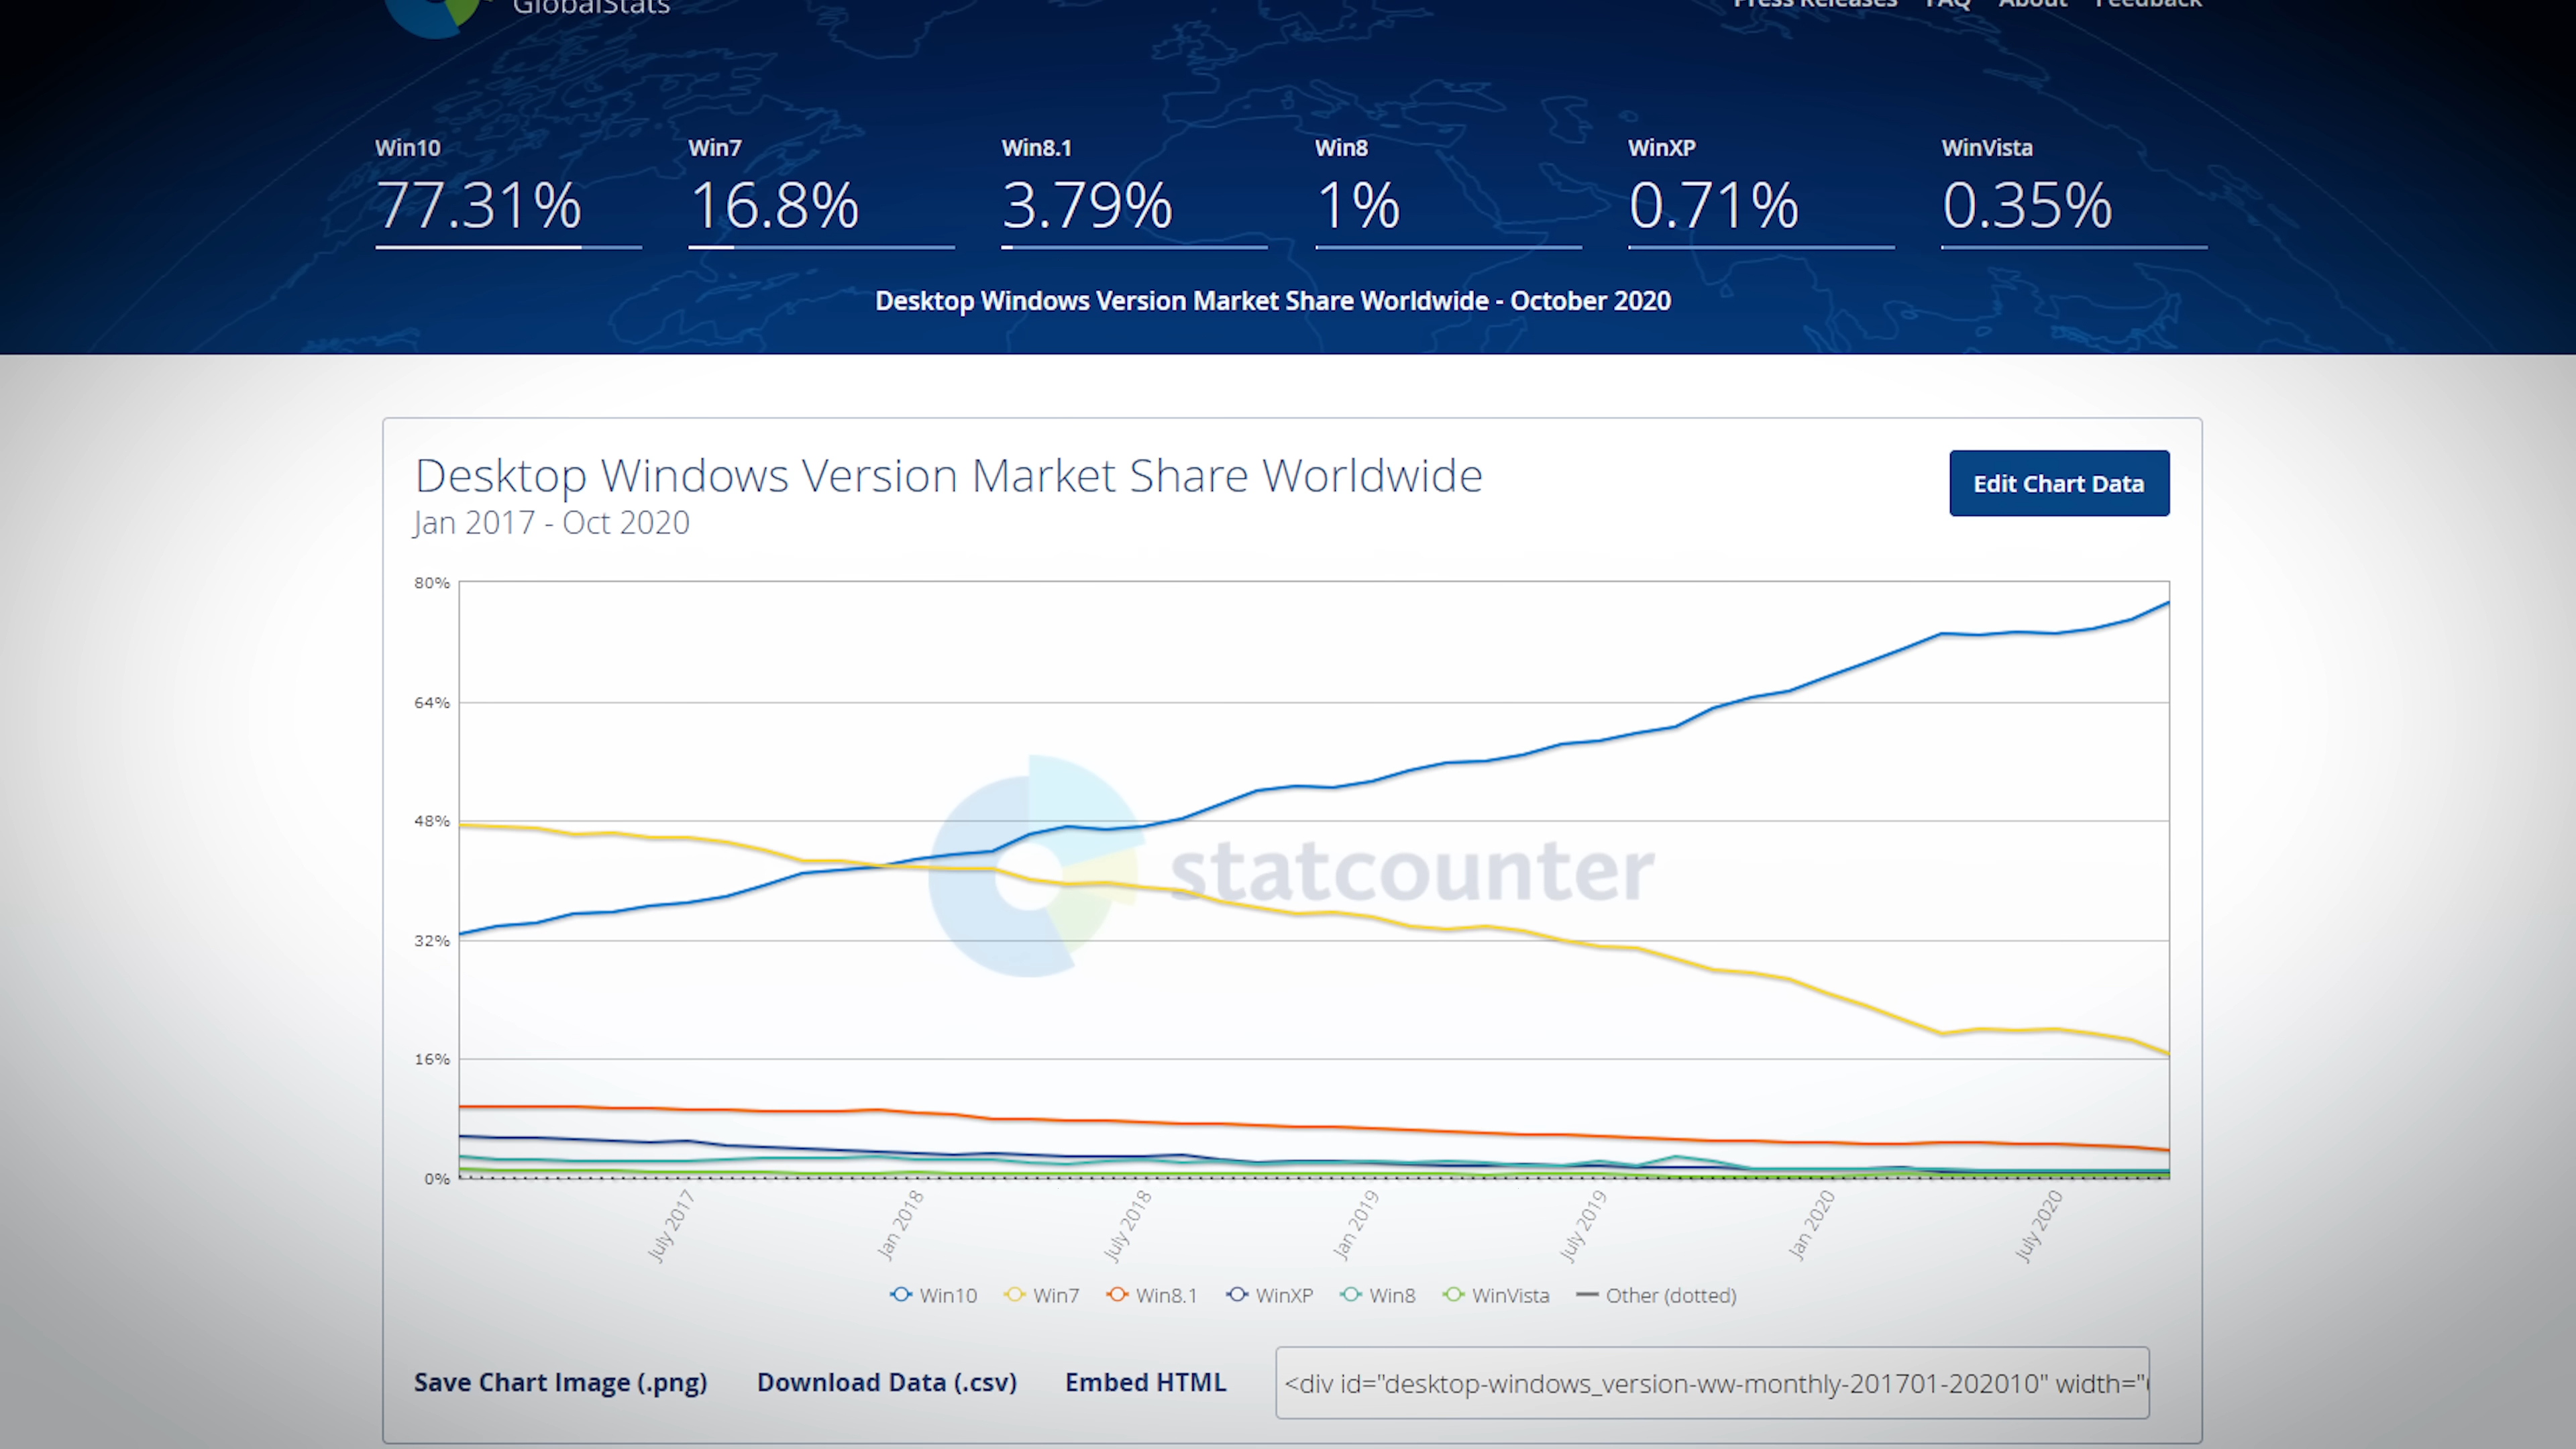 GlobalStats
Press Releases FAQ About Feedback
Win10 Win7 Win8.1 Win8 WinXP WinVista
77.31% 16.8% 3.79% 1% 0.71% 0.35%
Desktop Windows Version Market Share Worldwide - October 2020
Desktop Windows Version Market Share Worldwide
Edit Chart Data
Jan 2017 - Oct 2020
80%
64%
48%
statcounter
32%
16%
0%
July 2017 Jan 2018 July 2018 Jan 2019 July 2019 Jan 2020 July 2020
Win10 Win7 Win8.1 WinXP Win8 WinVista Other (dotted)
Save Chart Image (.png) Download Data (.csv) Embed HTML <div id="desktop-windows_version-ww-monthly-201701-202010" width="